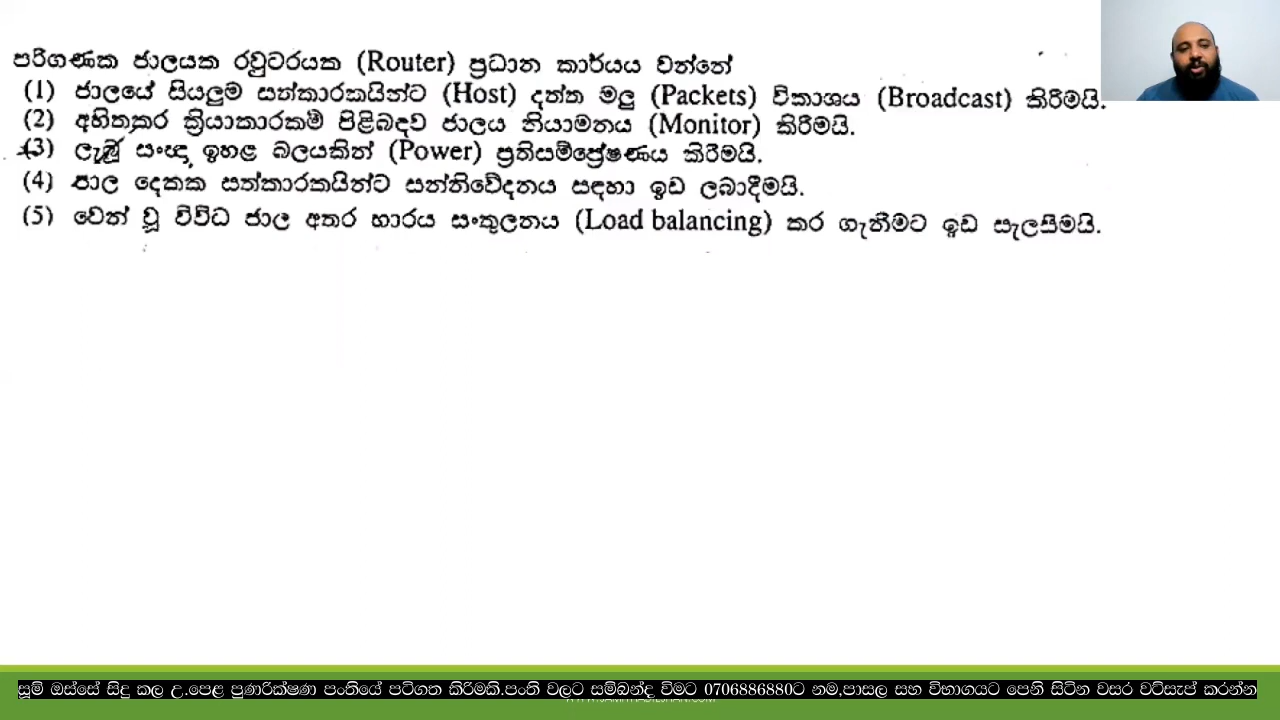 පරිගණක ජාලයක රවුටරයක (Router) ප්‍රධාන කාර්යය වන්නේ
(1) ජාලයේ සියලුම සත්කාරකයින්ට (Host) දත්ත මලු (Packets) විකාශය (Broadcast) කිරීමයි.
(2) අහිතකර ක්‍රියාකාරකම් පිළිබඳව ජාලය නියාමනය (Monitor) කිරීමයි.
(3) ලැබූ සංඥා ඉහළ බලයකින් (Power) ප්‍රතිසම්ප්‍රේෂණය කිරීමයි.
(4) ජාල දෙකක සත්කාරකයින්ට සන්නිවේදනය සඳහා ඉඩ ලබාදීමයි.
(5) වෙන් වූ විවිධ ජාල අතර භාරය සංතුලනය (Load balancing) කර ගැනීමට ඉඩ සැලසීමයි.
සූම් ඔස්සේ සිදු කල උ.පෙළ පුණරීක්ෂණ පංතියේ පටිගත කිරීමකි.පංති වලට සම්බන්ද වීමට 0706886880ට නම,පාසල සහ විභාගයට පෙනී සිටින වසර වට්සැප් කරන්න